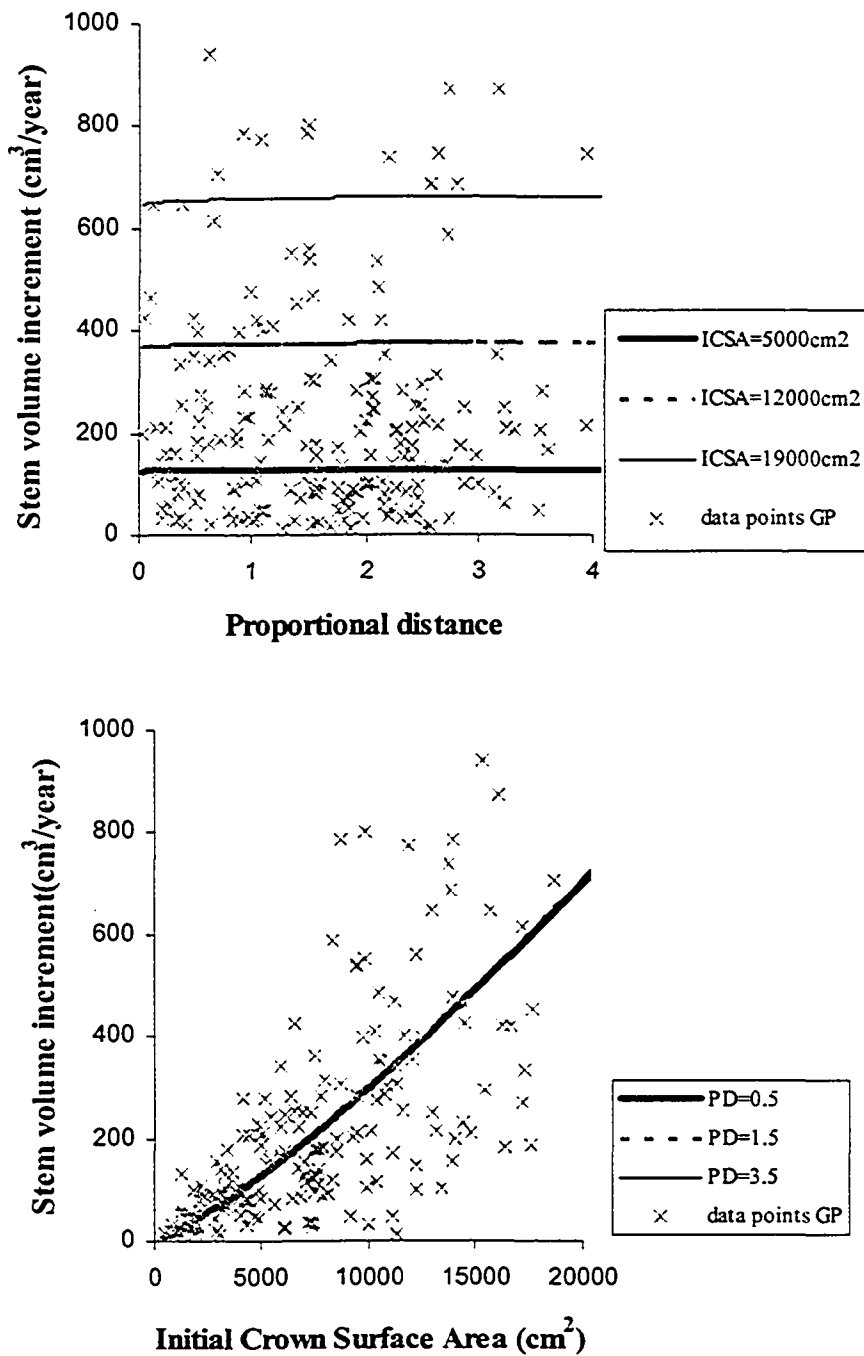 1000
800
600
400
200
0
Stem volume increment (cm³/year)
0 1 2 3 4
Proportional distance
ICSA=5000cm2
ICSA=12000cm2
ICSA=19000cm2
data points GP
1000
800
600
400
200
0
Stem volume increment(cm³/year)
0 5000 10000 15000 20000
Initial Crown Surface Area (cm²)
PD=0.5
PD=1.5
PD=3.5
data points GP